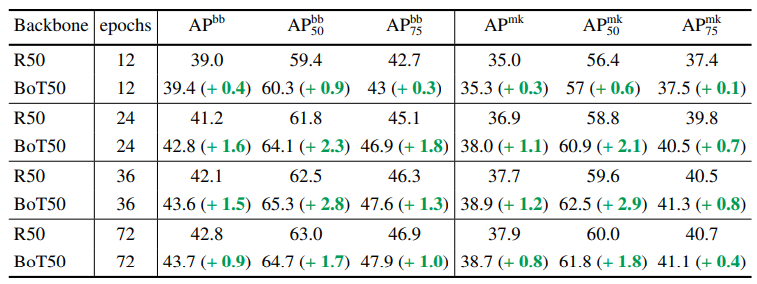 Backbone epochs AP^bb AP^bb_50 AP^bb_75 AP^mk AP^mk_50 AP^mk_75
R50 12 39.0 59.4 42.7 35.0 56.4 37.4
BoT50 12 39.4 (+ 0.4) 60.3 (+ 0.9) 43 (+ 0.3) 35.3 (+ 0.3) 57 (+ 0.6) 37.5 (+ 0.1)
R50 24 41.2 61.8 45.1 36.9 58.8 39.8
BoT50 24 42.8 (+ 1.6) 64.1 (+ 2.3) 46.9 (+ 1.8) 38.0 (+ 1.1) 60.9 (+ 2.1) 40.5 (+ 0.7)
R50 36 42.1 62.5 46.3 37.7 59.6 40.5
BoT50 36 43.6 (+ 1.5) 65.3 (+ 2.8) 47.6 (+ 1.3) 38.9 (+ 1.2) 62.5 (+ 2.9) 41.3 (+ 0.8)
R50 72 42.8 63.0 46.9 37.9 60.0 40.7
BoT50 72 43.7 (+ 0.9) 64.7 (+ 1.7) 47.9 (+ 1.0) 38.7 (+ 0.8) 61.8 (+ 1.8) 41.1 (+ 0.4)